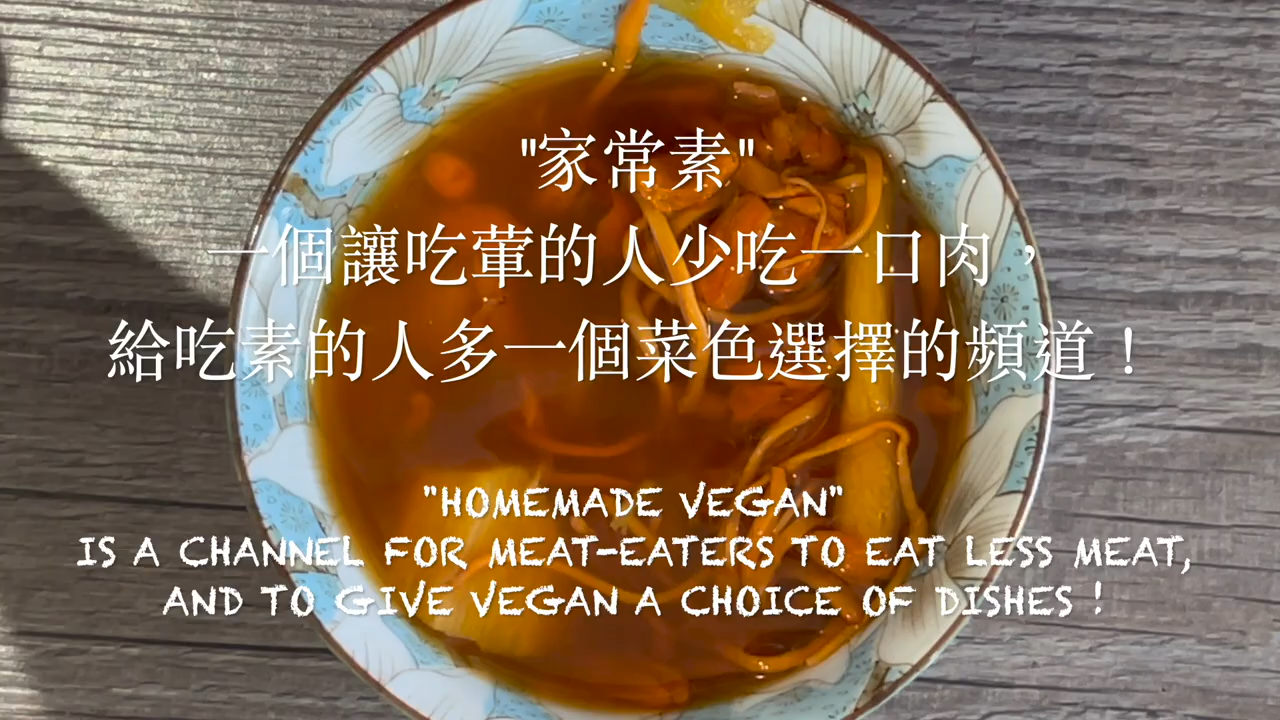 "家常素"
一個讓吃葷的人少吃一口肉，
給吃素的人多一個菜色選擇的頻道！
"HOMEMADE VEGAN"
IS A CHANNEL FOR MEAT-EATERS TO EAT LESS MEAT,
AND TO GIVE VEGAN A CHOICE OF DISHES！